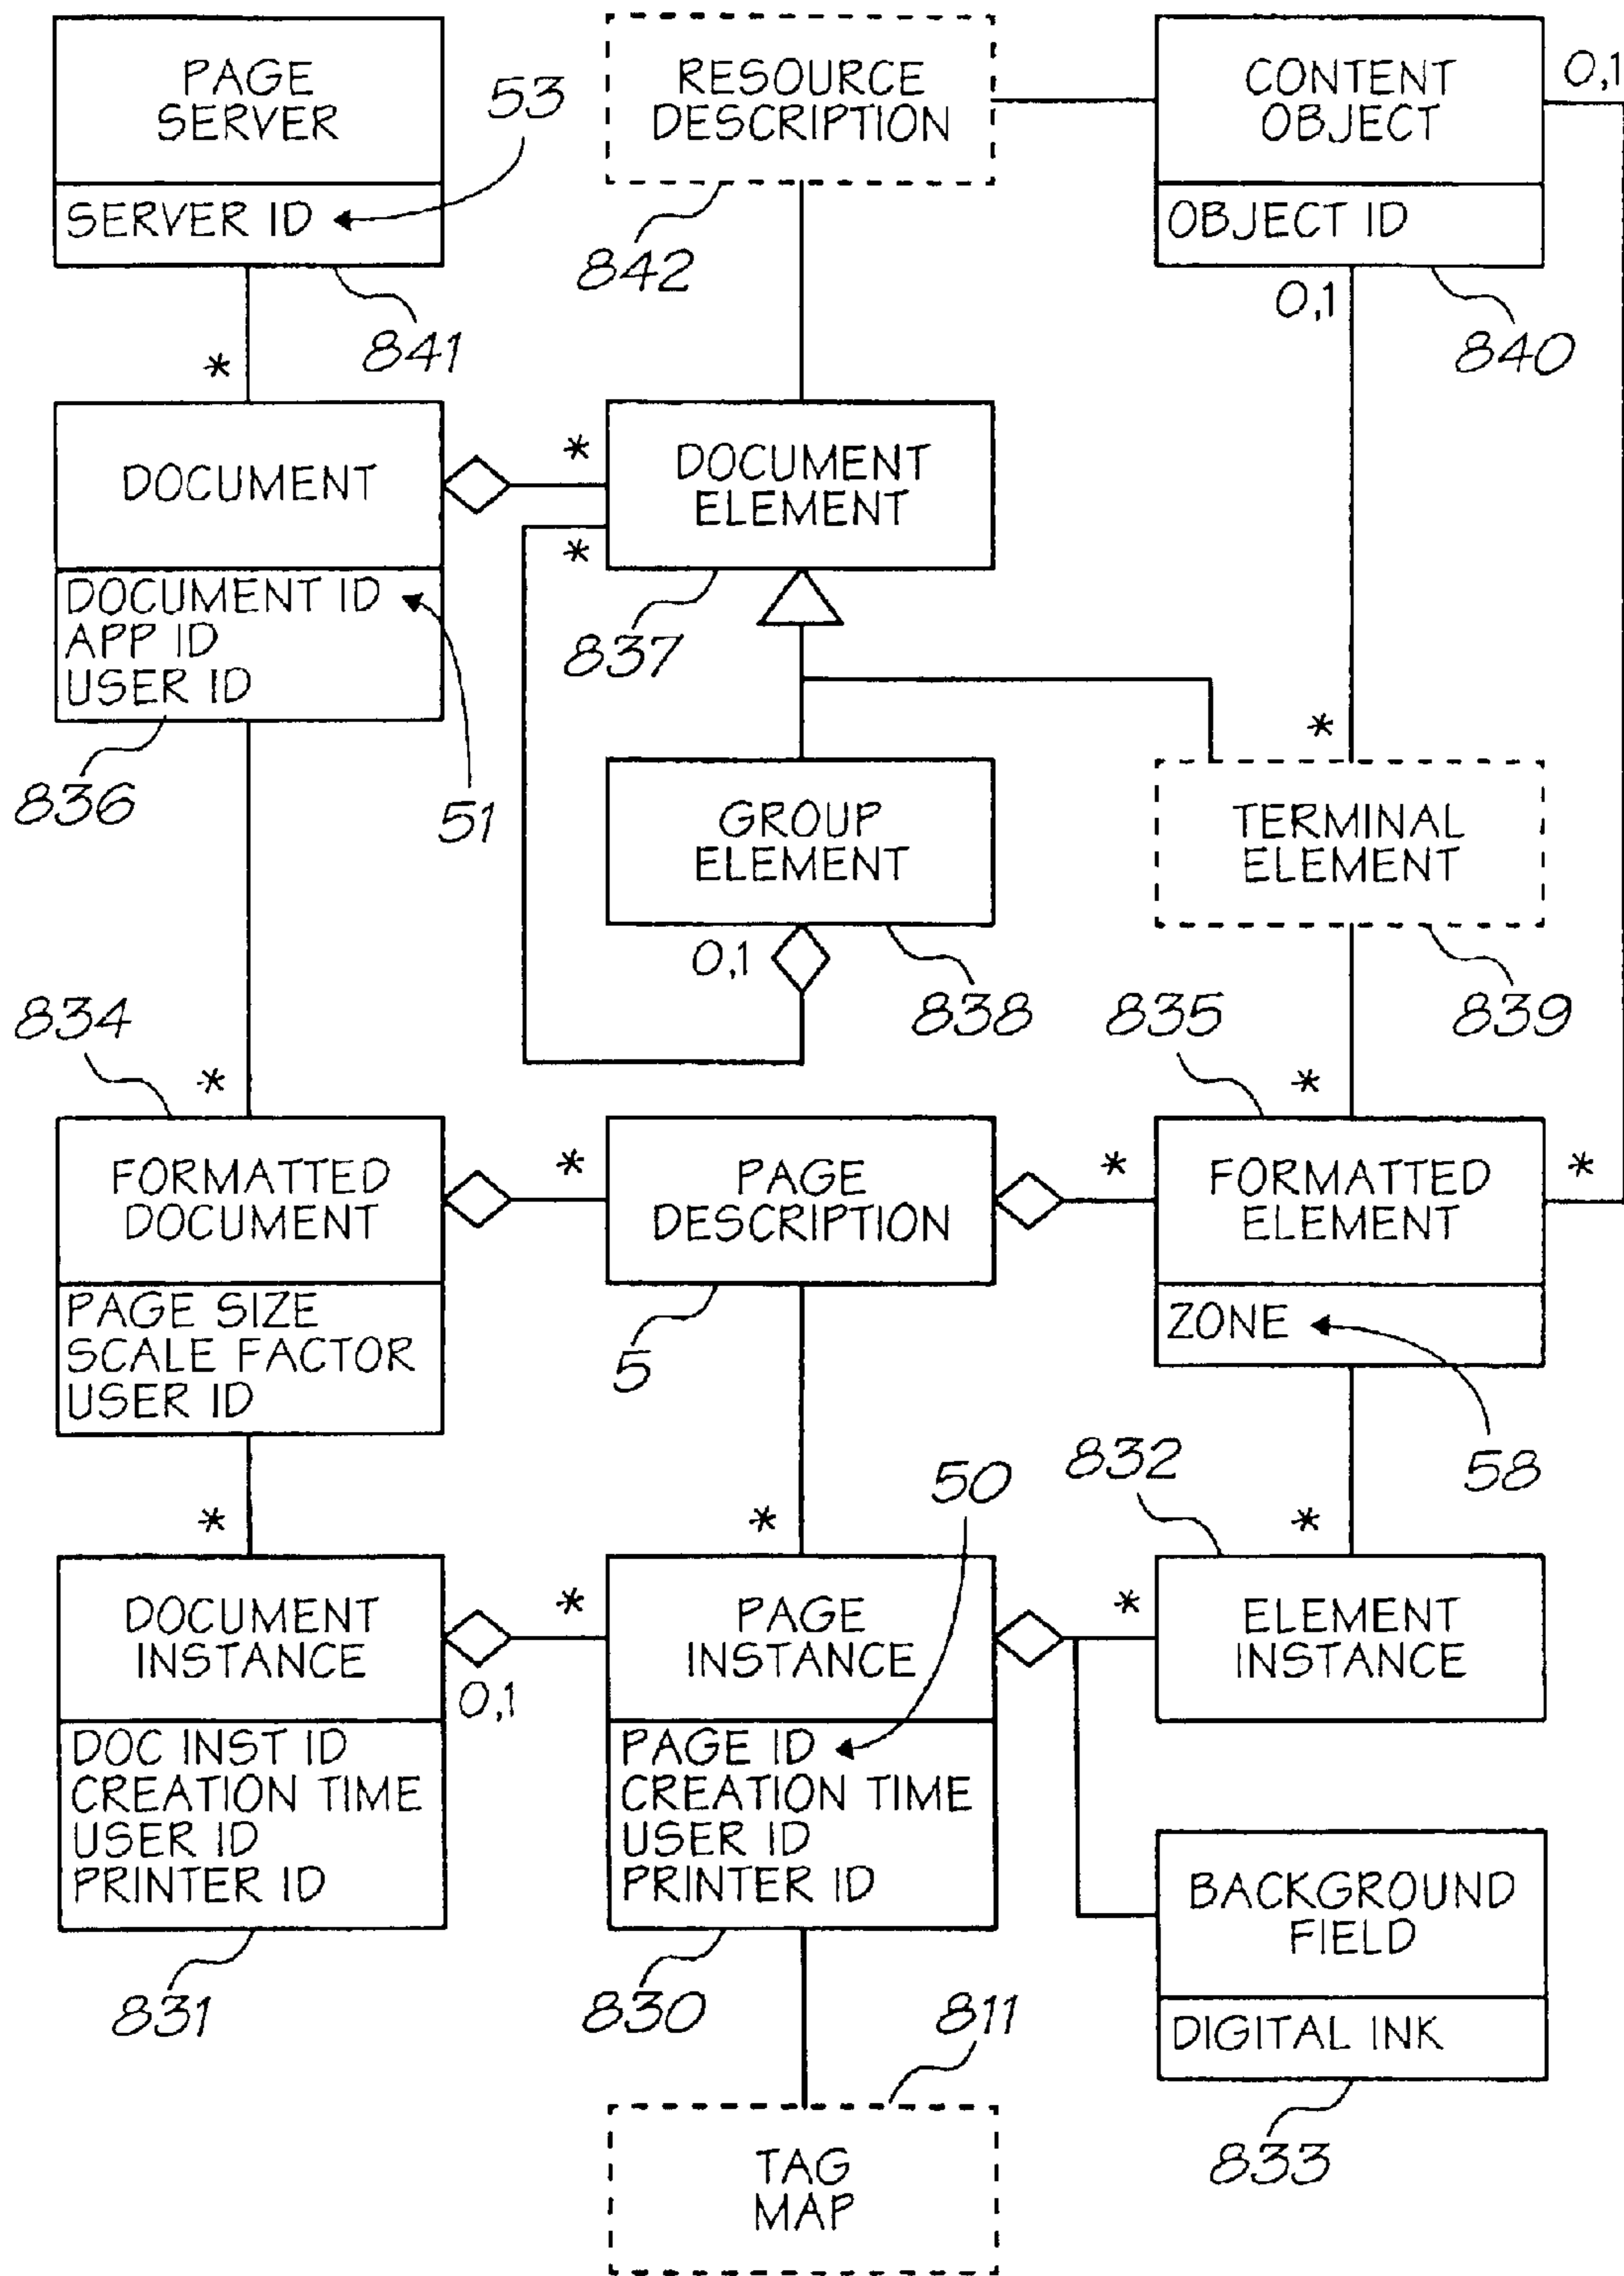 PAGE
SERVER
SERVER ID
53
841
RESOURCE
DESCRIPTION
842
CONTENT
OBJECT
OBJECT ID
0,1
0,1
840
*
DOCUMENT
DOCUMENT ID
APP ID
USER ID
836
51
*
DOCUMENT
ELEMENT
*
837
GROUP
ELEMENT
0,1
838
*
TERMINAL
ELEMENT
839
834
*
FORMATTED
DOCUMENT
PAGE SIZE
SCALE FACTOR
USER ID
*
PAGE
DESCRIPTION
5
835
*
*
FORMATTED
ELEMENT
*
ZONE
58
*
DOCUMENT
INSTANCE
0,1
DOC INST ID
CREATION TIME
USER ID
PRINTER ID
831
*
50
*
PAGE
INSTANCE
PAGE ID
CREATION TIME
USER ID
PRINTER ID
830
832
*
*
ELEMENT
INSTANCE
BACKGROUND
FIELD
DIGITAL INK
833
811
TAG
MAP